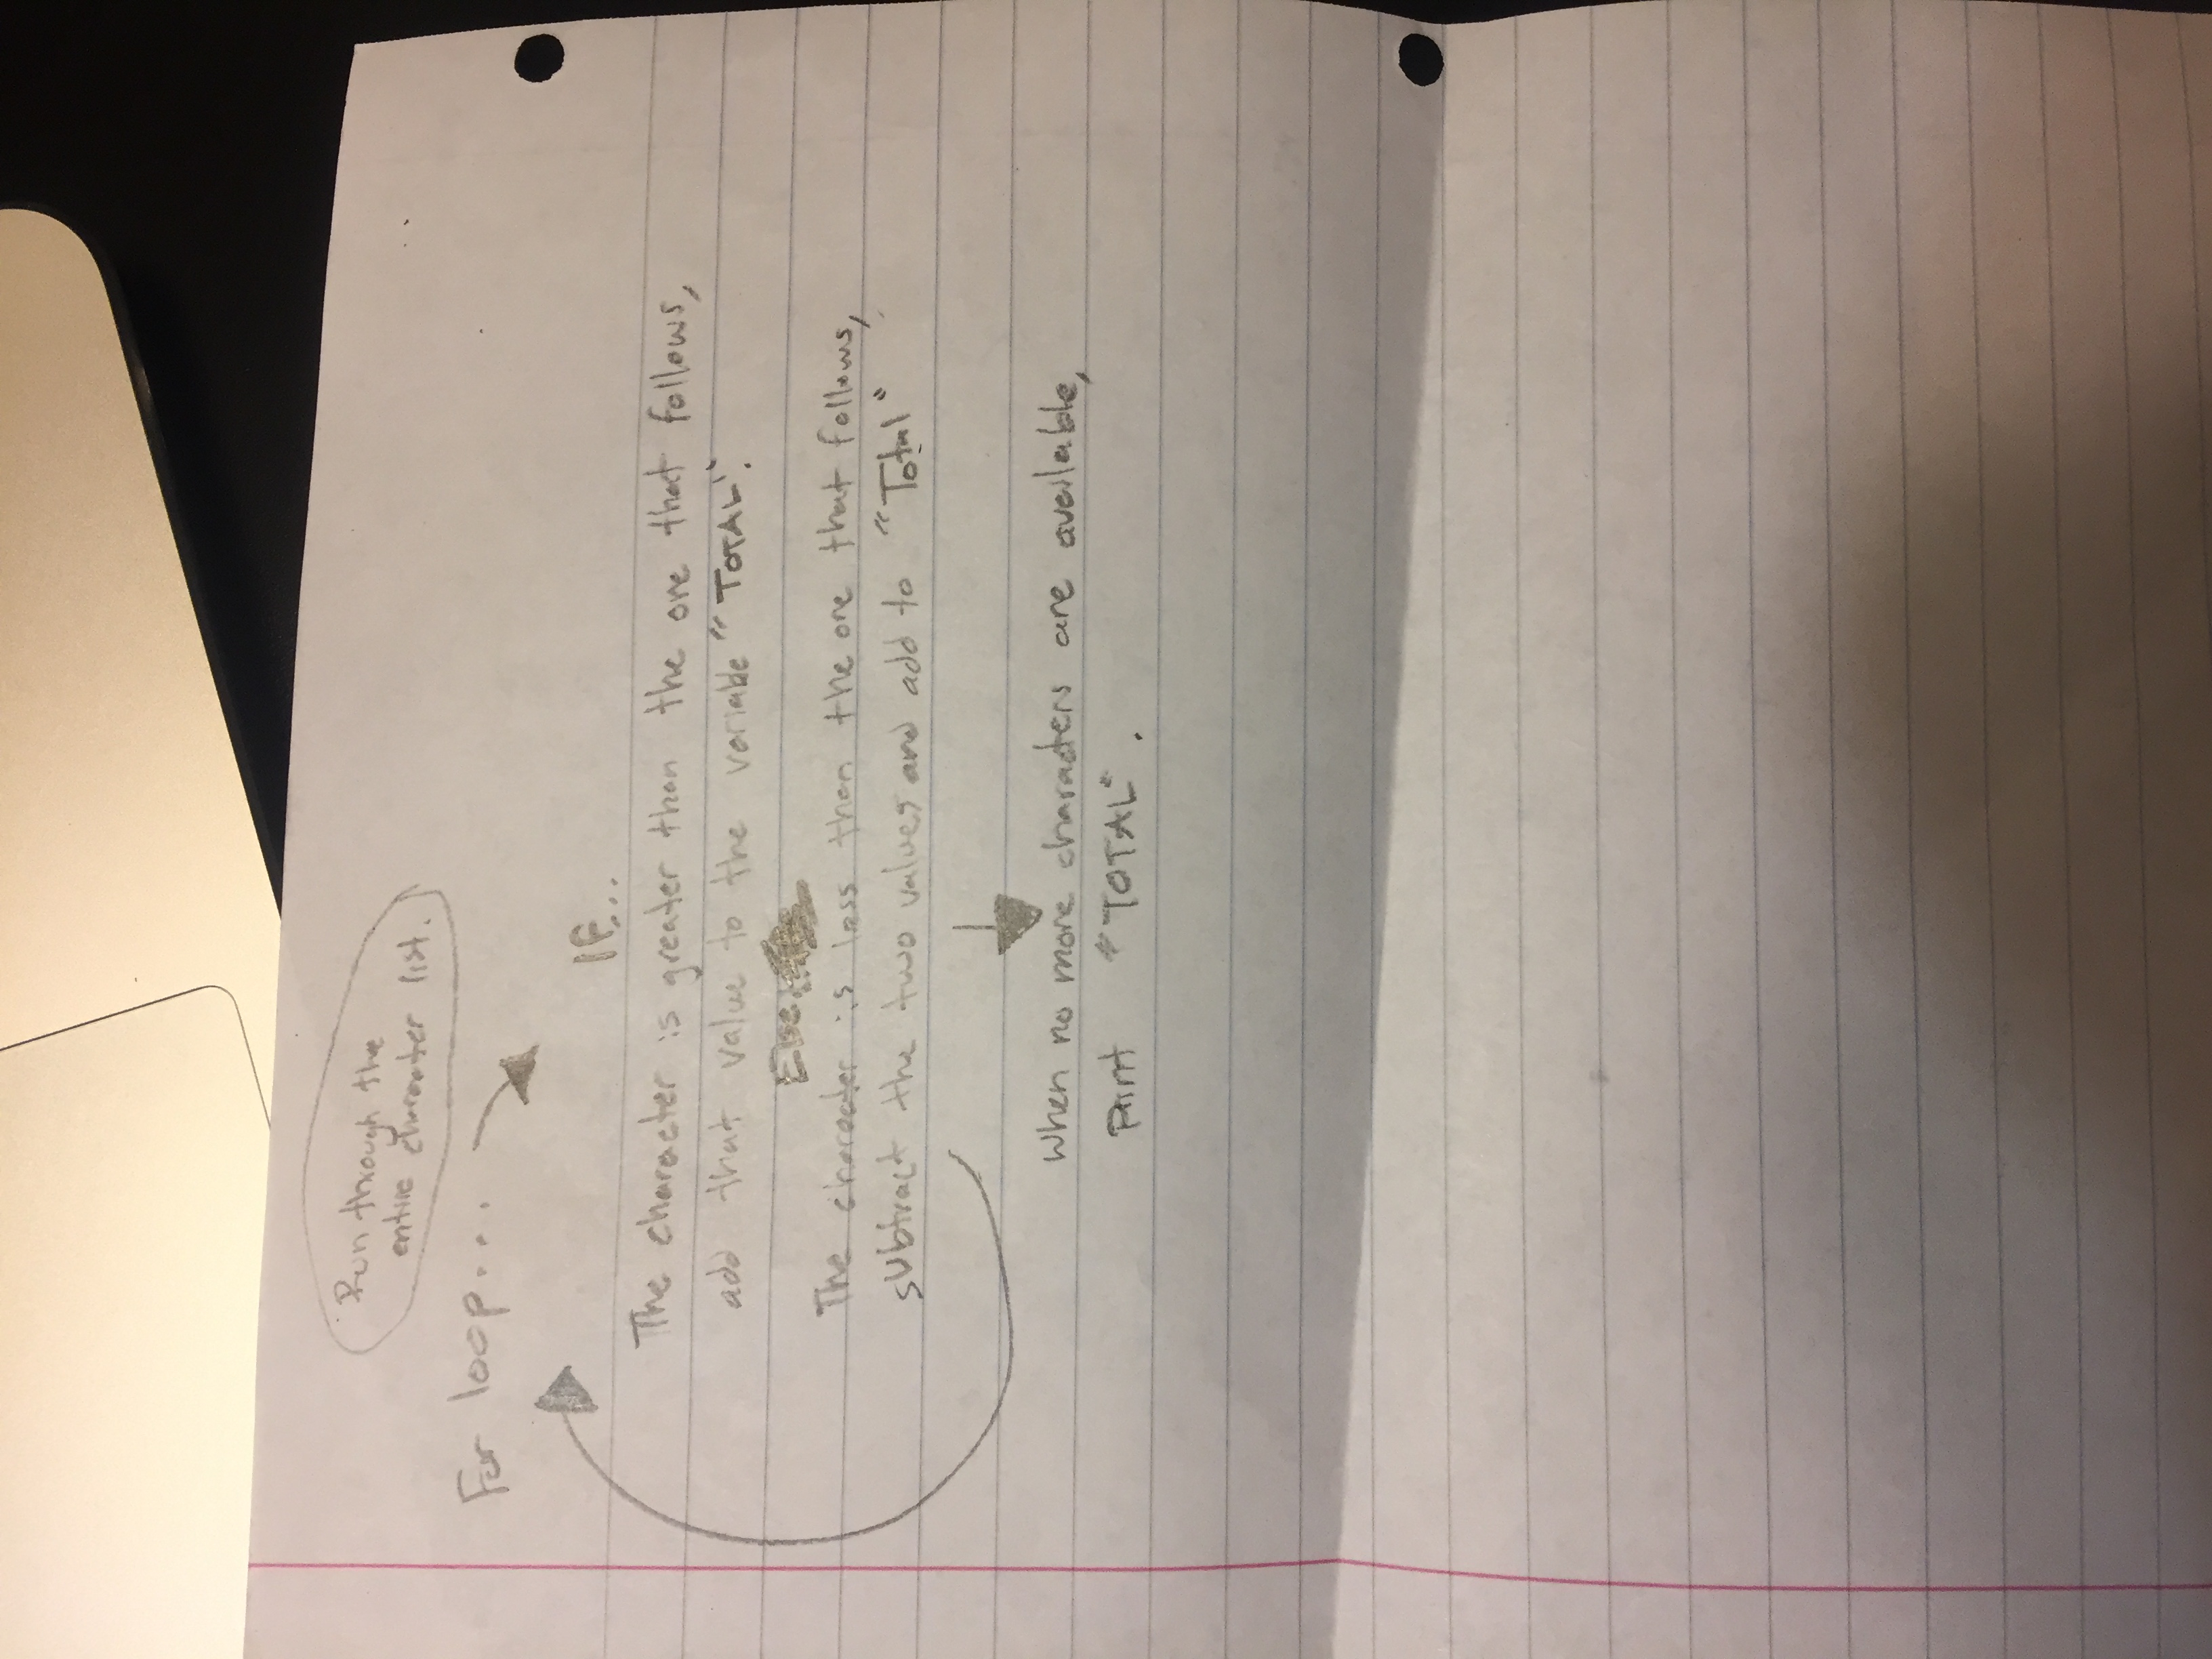 Run through the
entire character list.
For loop...
IF...
The character is greater than the one that follows,
add that value to the variable "TOTAL".
Else...
The character is less than the one that follows,
subtract the two values and add to "Total"
When no more characters are available,
Print "TOTAL".